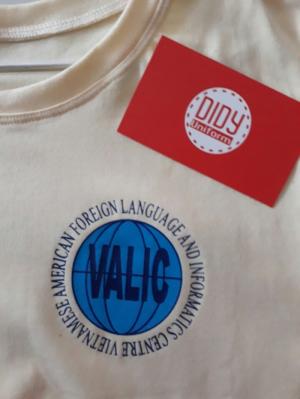 DIDY
Uniform
VIETNAMESE AMERICAN FOREIGN LANGUAGE AND INFORMATICS CENTRE
VALIC